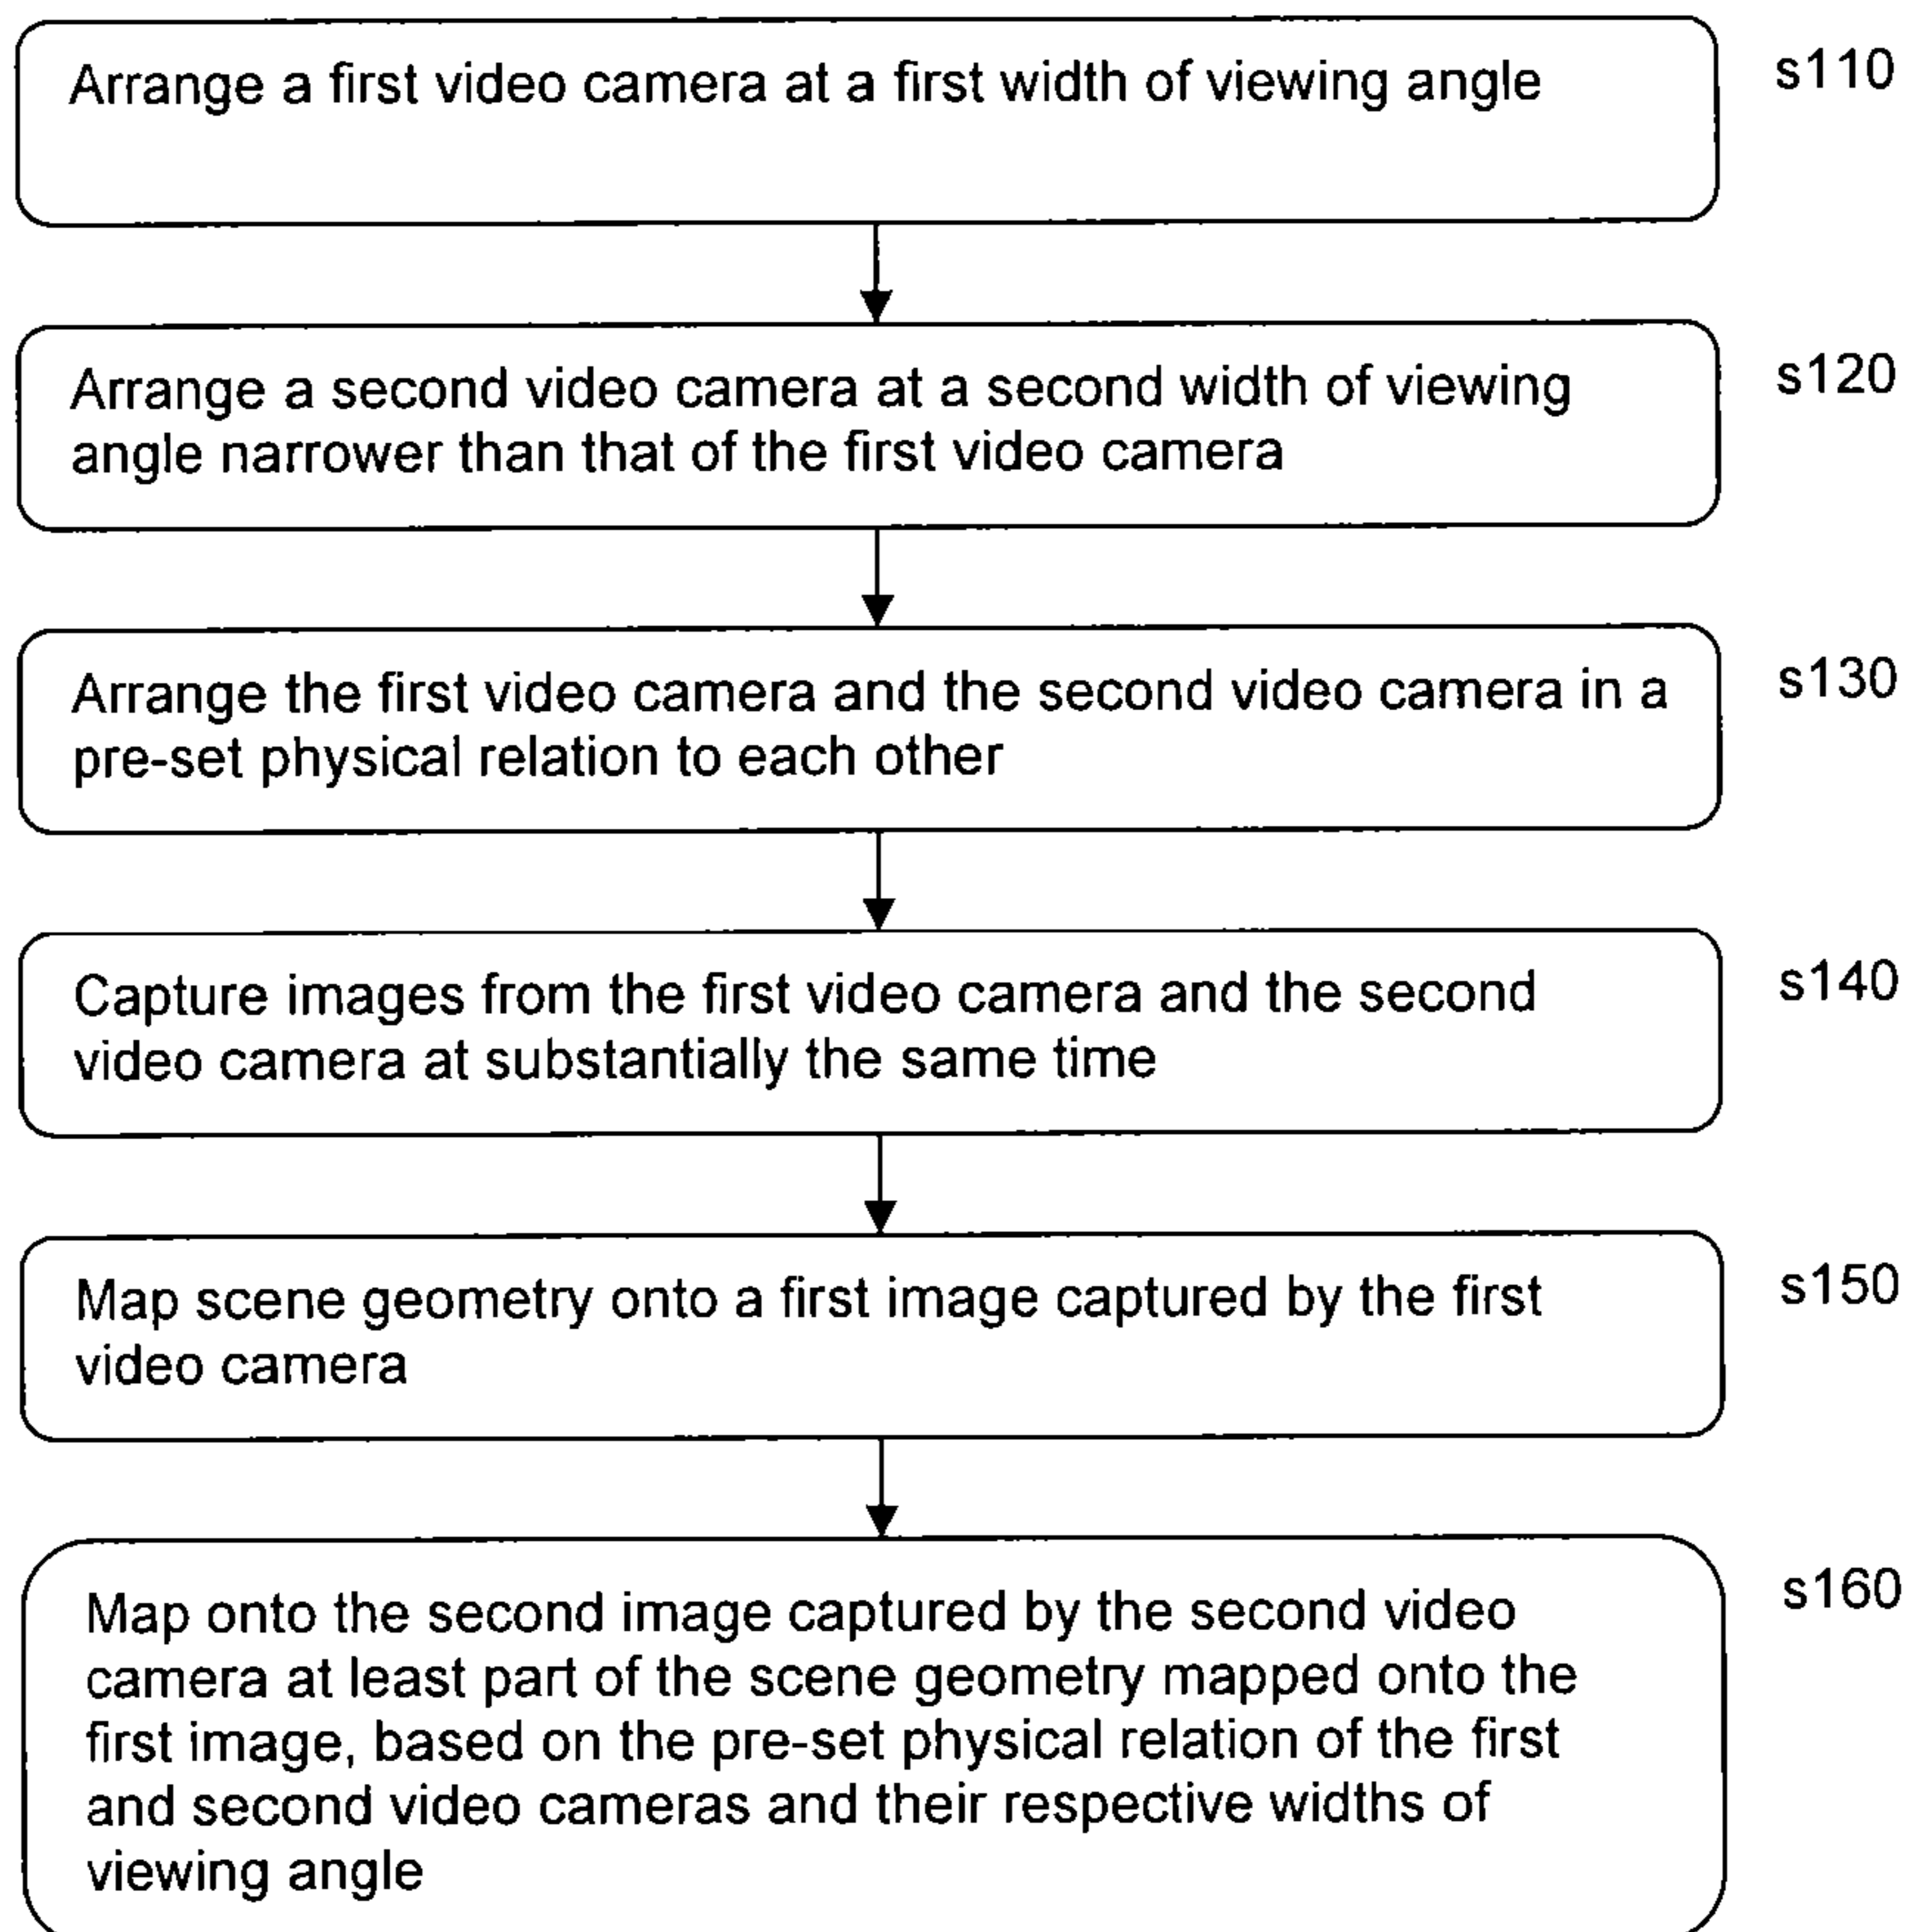 Arrange a first video camera at a first width of viewing angle
s110
Arrange a second video camera at a second width of viewing
angle narrower than that of the first video camera
s120
Arrange the first video camera and the second video camera in a
pre-set physical relation to each other
s130
Capture images from the first video camera and the second
video camera at substantially the same time
s140
Map scene geometry onto a first image captured by the first
video camera
s150
Map onto the second image captured by the second video
camera at least part of the scene geometry mapped onto the
first image, based on the pre-set physical relation of the first
and second video cameras and their respective widths of
viewing angle
s160